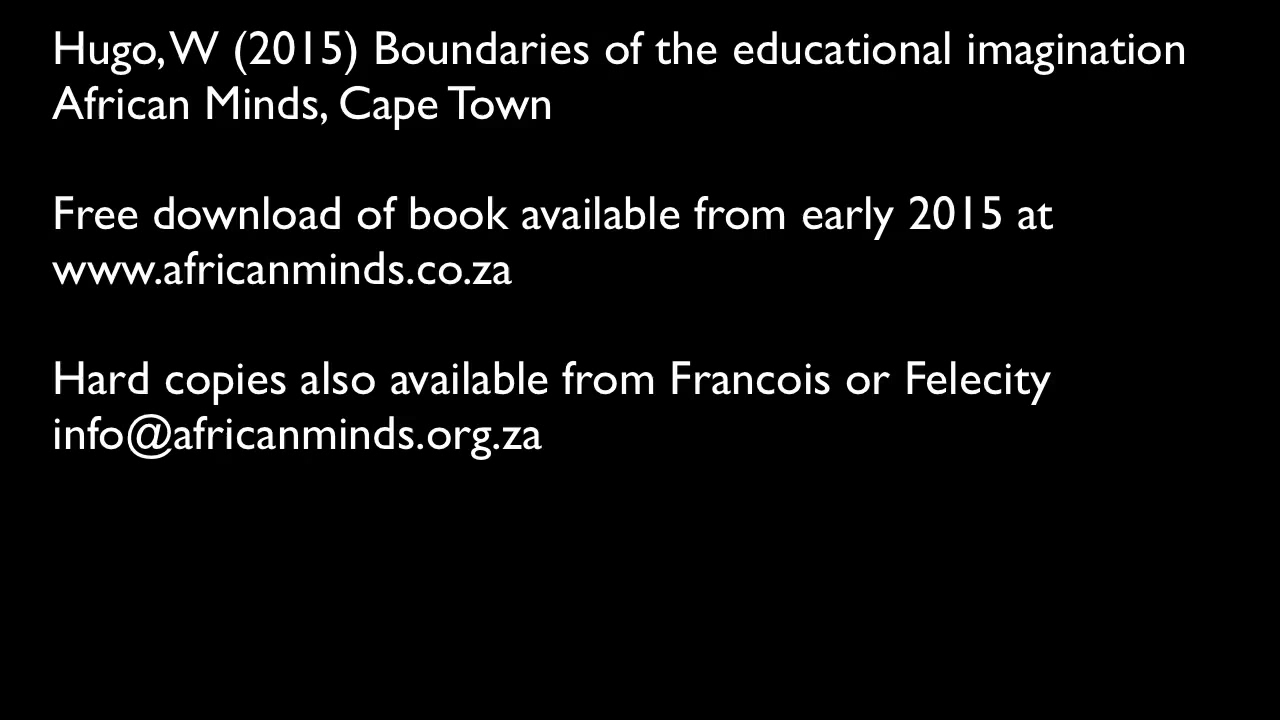 Hugo, W (2015) Boundaries of the educational imagination
African Minds, Cape Town
Free download of book available from early 2015 at
www.africanminds.co.za
Hard copies also available from Francois or Felecity
info@africanminds.org.za